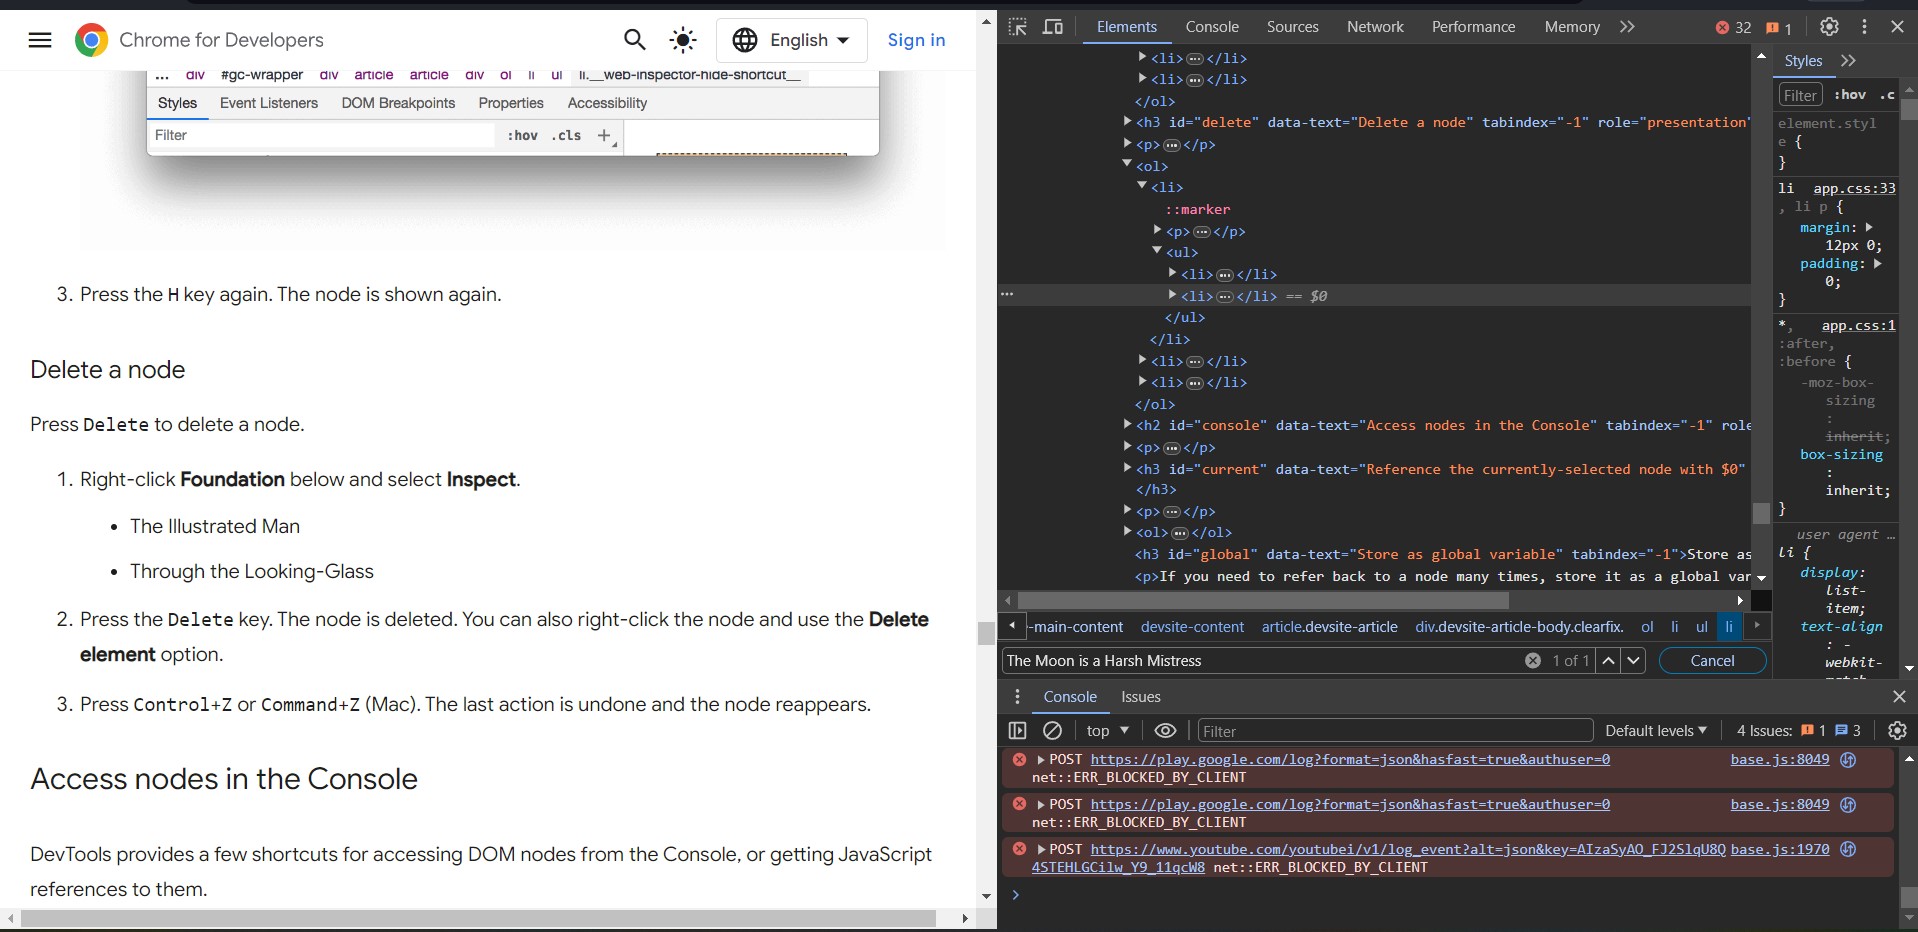 Chrome for Developers
English
Sign in
... div #gc-wrapper div article article div ol li ul li.__web-inspector-hide-shortcut__
Styles Event Listeners DOM Breakpoints Properties Accessibility
Filter :hov .cls +
3. Press the H key again. The node is shown again.
Delete a node
Press Delete to delete a node.
1. Right-click Foundation below and select Inspect.
• The Illustrated Man
• Through the Looking-Glass
2. Press the Delete key. The node is deleted. You can also right-click the node and use the Delete
element option.
3. Press Control+Z or Command+Z (Mac). The last action is undone and the node reappears.
Access nodes in the Console
DevTools provides a few shortcuts for accessing DOM nodes from the Console, or getting JavaScript
references to them.
Elements Console Sources Network Performance Memory 32 1
<li>…</li>
<li>…</li>
</ol>
<h3 id="delete" data-text="Delete a node" tabindex="-1" role="presentation"
<p>…</p>
<ol>
<li>
::marker
<p>…</p>
<ul>
<li>…</li>
<li>…</li> == $0
</ul>
</li>
<li>…</li>
<li>…</li>
</ol>
<h2 id="console" data-text="Access nodes in the Console" tabindex="-1" role
<p>…</p>
<h3 id="current" data-text="Reference the currently-selected node with $0"
</h3>
<p>…</p>
<ol>…</ol>
<h3 id="global" data-text="Store as global variable" tabindex="-1">Store as
<p>If you need to refer back to a node many times, store it as a global var
-main-content devsite-content article.devsite-article div.devsite-article-body.clearfix. ol li ul li
The Moon is a Harsh Mistress 1 of 1 Cancel
Styles
Filter :hov .c
element.styl
e {
}
li app.css:33
, li p {
margin:
12px 0;
padding:
0;
}
*, app.css:1
:after,
:before {
-moz-box-
sizing
:
inherit;
box-sizing
:
inherit;
}
user agent …
li {
display:
list-
item;
text-align
: -
webkit-
Console Issues
top Filter Default levels 4 Issues: 1 3
POST https://play.google.com/log?format=json&hasfast=true&authuser=0 base.js:8049
net::ERR_BLOCKED_BY_CLIENT
POST https://play.google.com/log?format=json&hasfast=true&authuser=0 base.js:8049
net::ERR_BLOCKED_BY_CLIENT
POST https://www.youtube.com/youtubei/v1/log_event?alt=json&key=AIzaSyAO_FJ2SlqU8Q base.js:1970
4STEHLGCilw_Y9_11qcW8 net::ERR_BLOCKED_BY_CLIENT